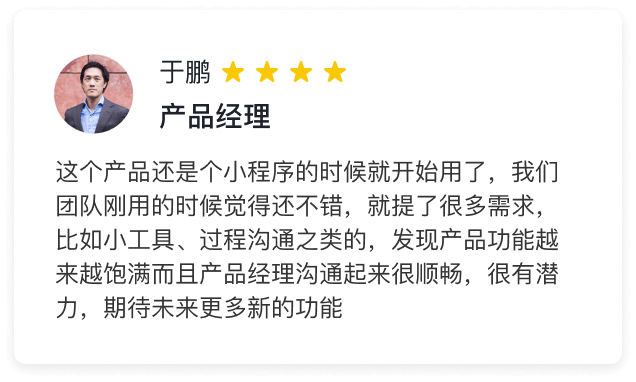 于鹏
产品经理
这个产品还是个小程序的时候就开始用了，我们
团队刚用的时候觉得还不错，就提了很多需求，
比如小工具、过程沟通之类的，发现产品功能越
来越饱满而且产品经理沟通起来很顺畅，很有潜
力，期待未来更多新的功能